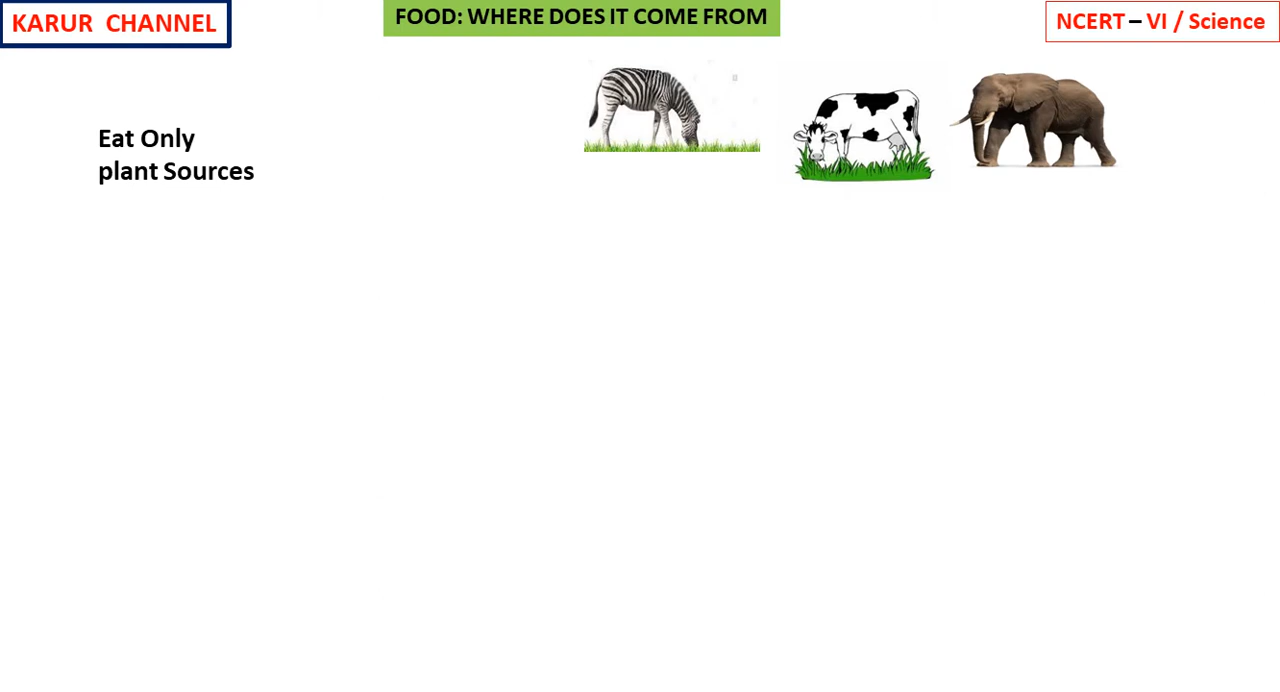 KARUR CHANNEL
FOOD: WHERE DOES IT COME FROM
NCERT – VI / Science
Eat Only
plant Sources